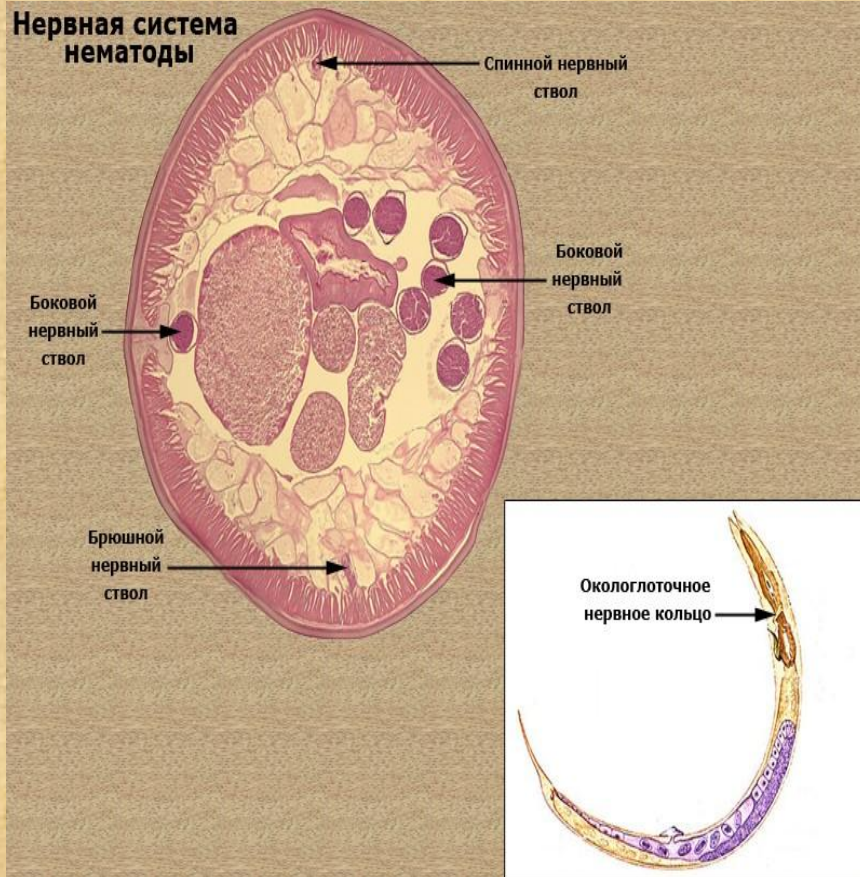 Нервная система
нематоды
Спинной нервный
ствол
Боковой
нервный
ствол
Боковой
нервный
ствол
Брюшной
нервный
ствол
Окологлоточное
нервное кольцо